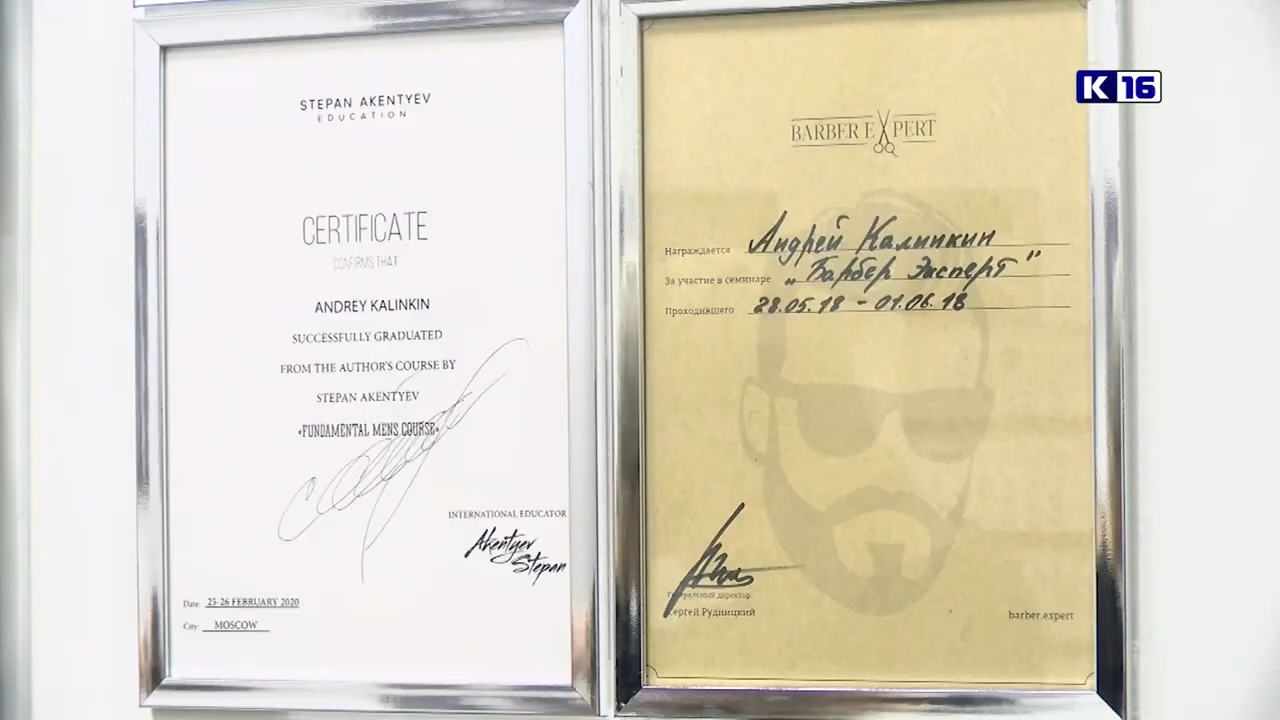 K 16
STEPAN AKENTYEV
EDUCATION
CERTIFICATE
CONFIRMS THAT
ANDREY KALINKIN
SUCCESSFULLY GRADUATED
FROM THE AUTHOR'S COURSE BY
STEPAN AKENTYEV
«FUNDAMENTAL MENS COURSE»
INTERNATIONAL EDUCATOR
Akentyev
Stepan
Date: 25-26 FEBRUARY 2020
City: MOSCOW
BARBER EXPERT
Награждается Андрей Калинкин
За участие в семинаре „Барбер Эксперт"
Проходившего 28.05.18 - 01.06.18
Генеральный директор
Сергей Рудницкий
barber.expert